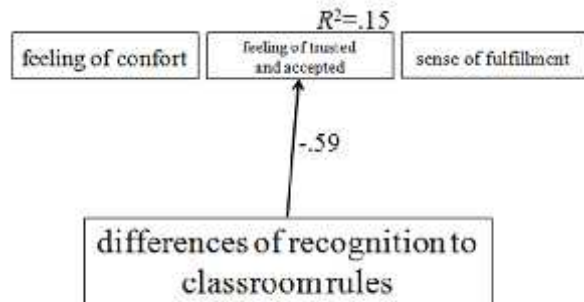 R²=.15
feeling of confort
feeling of trusted
and accepted
sense of fulfillment
-.59
differences of recognition to
classroom rules